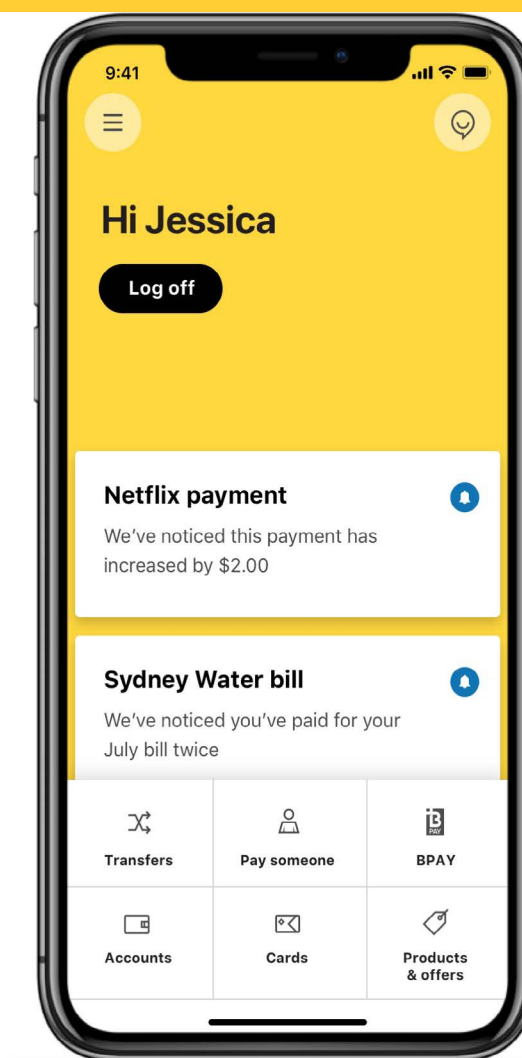 9:41
Hi Jessica
Log off
Netflix payment
We've noticed this payment has
increased by $2.00
Sydney Water bill
We've noticed you've paid for your
July bill twice
B
PAY
Transfers
Pay someone
BPAY
Accounts
Cards
Products
& offers